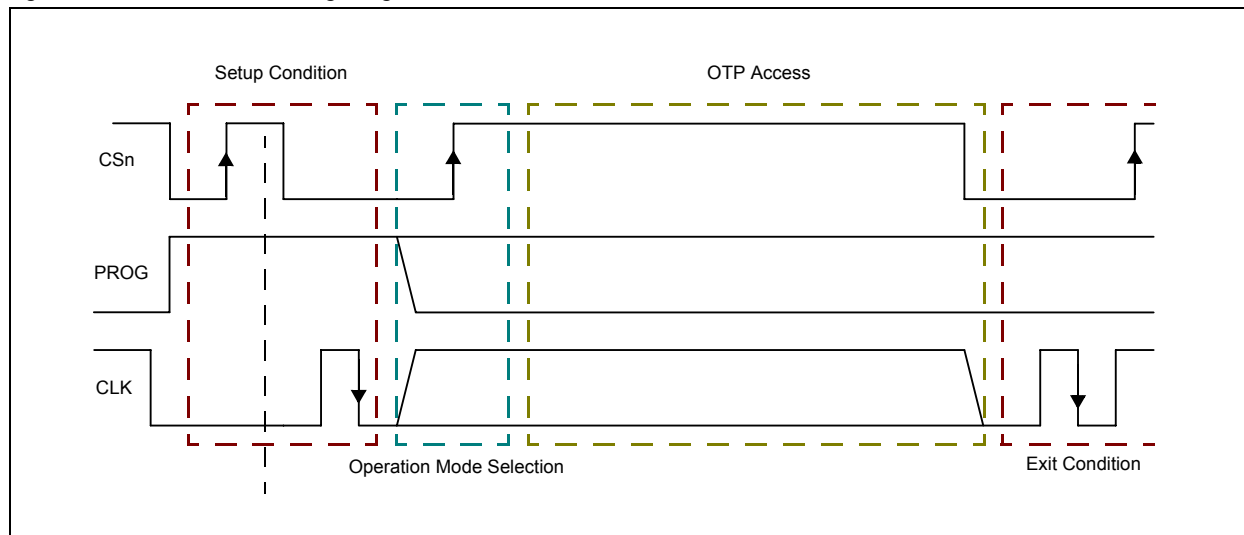 Setup Condition
OTP Access
CSn
PROG
CLK
Operation Mode Selection
Exit Condition